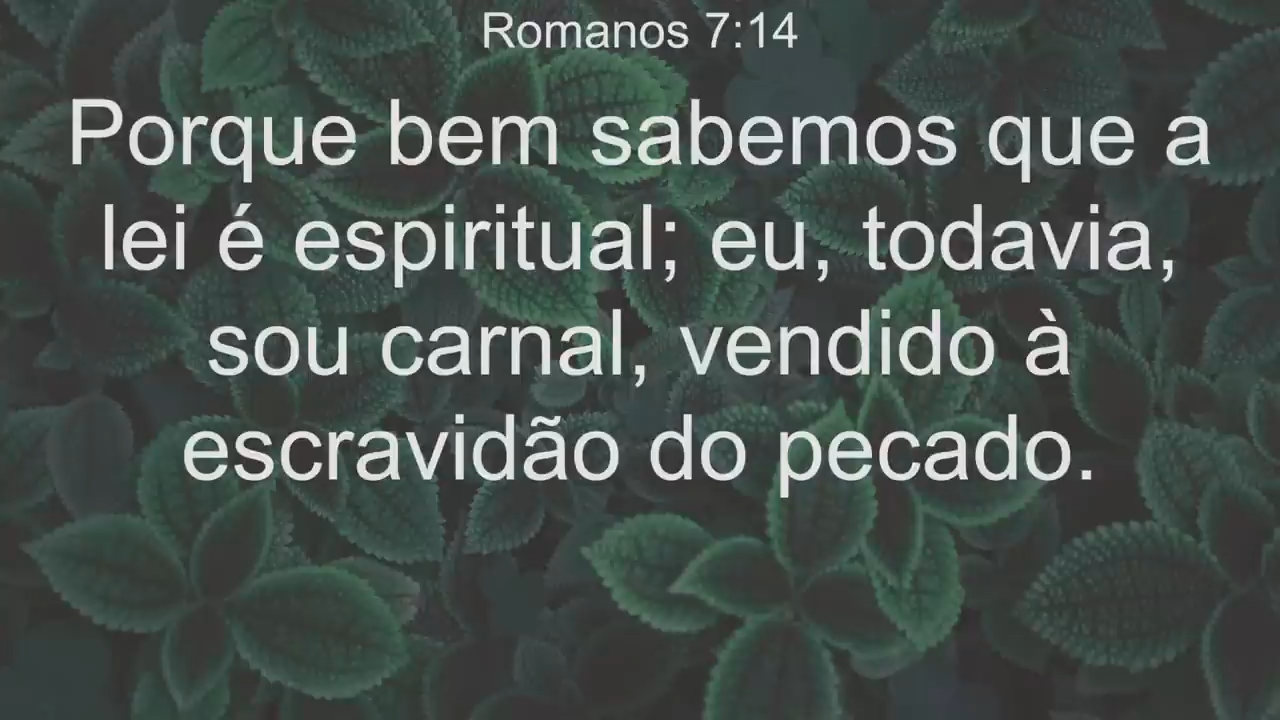 Romanos 7:14
Porque bem sabemos que a
lei é espiritual; eu, todavia,
sou carnal, vendido à
escravidão do pecado.